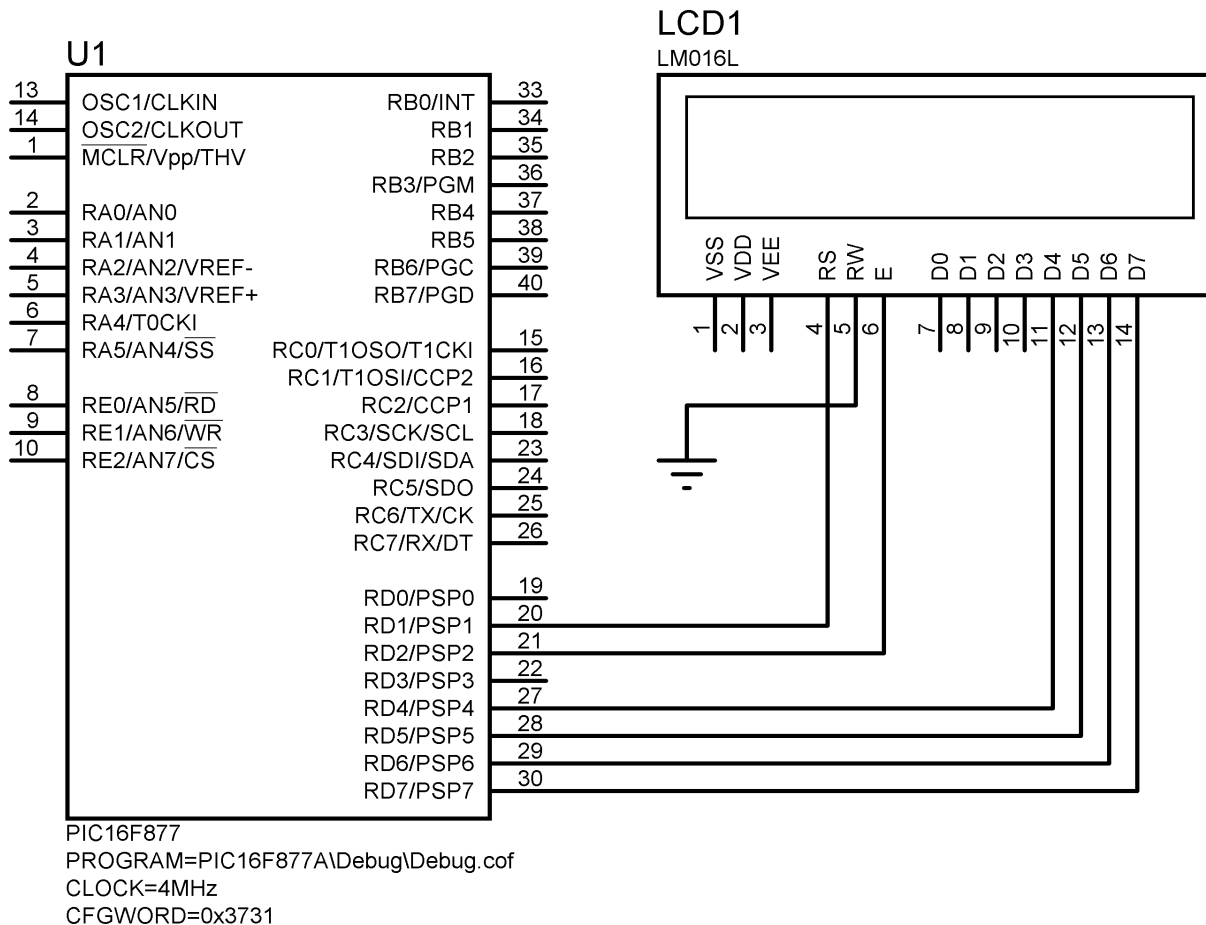 U1
13 OSC1/CLKIN
14 OSC2/CLKOUT
1 MCLR/Vpp/THV
2 RA0/AN0
3 RA1/AN1
4 RA2/AN2/VREF-
5 RA3/AN3/VREF+
6 RA4/T0CKI
7 RA5/AN4/SS
8 RE0/AN5/RD
9 RE1/AN6/WR
10 RE2/AN7/CS
RB0/INT 33
RB1 34
RB2 35
RB3/PGM 36
RB4 37
RB5 38
RB6/PGC 39
RB7/PGD 40
RC0/T1OSO/T1CKI 15
RC1/T1OSI/CCP2 16
RC2/CCP1 17
RC3/SCK/SCL 18
RC4/SDI/SDA 23
RC5/SDO 24
RC6/TX/CK 25
RC7/RX/DT 26
RD0/PSP0 19
RD1/PSP1 20
RD2/PSP2 21
RD3/PSP3 22
RD4/PSP4 27
RD5/PSP5 28
RD6/PSP6 29
RD7/PSP7 30
PIC16F877
PROGRAM=PIC16F877A\Debug\Debug.cof
CLOCK=4MHz
CFGWORD=0x3731
LCD1
LM016L
VSS 1
VDD 2
VEE 3
RS 4
RW 5
E 6
D0 7
D1 8
D2 9
D3 10
D4 11
D5 12
D6 13
D7 14